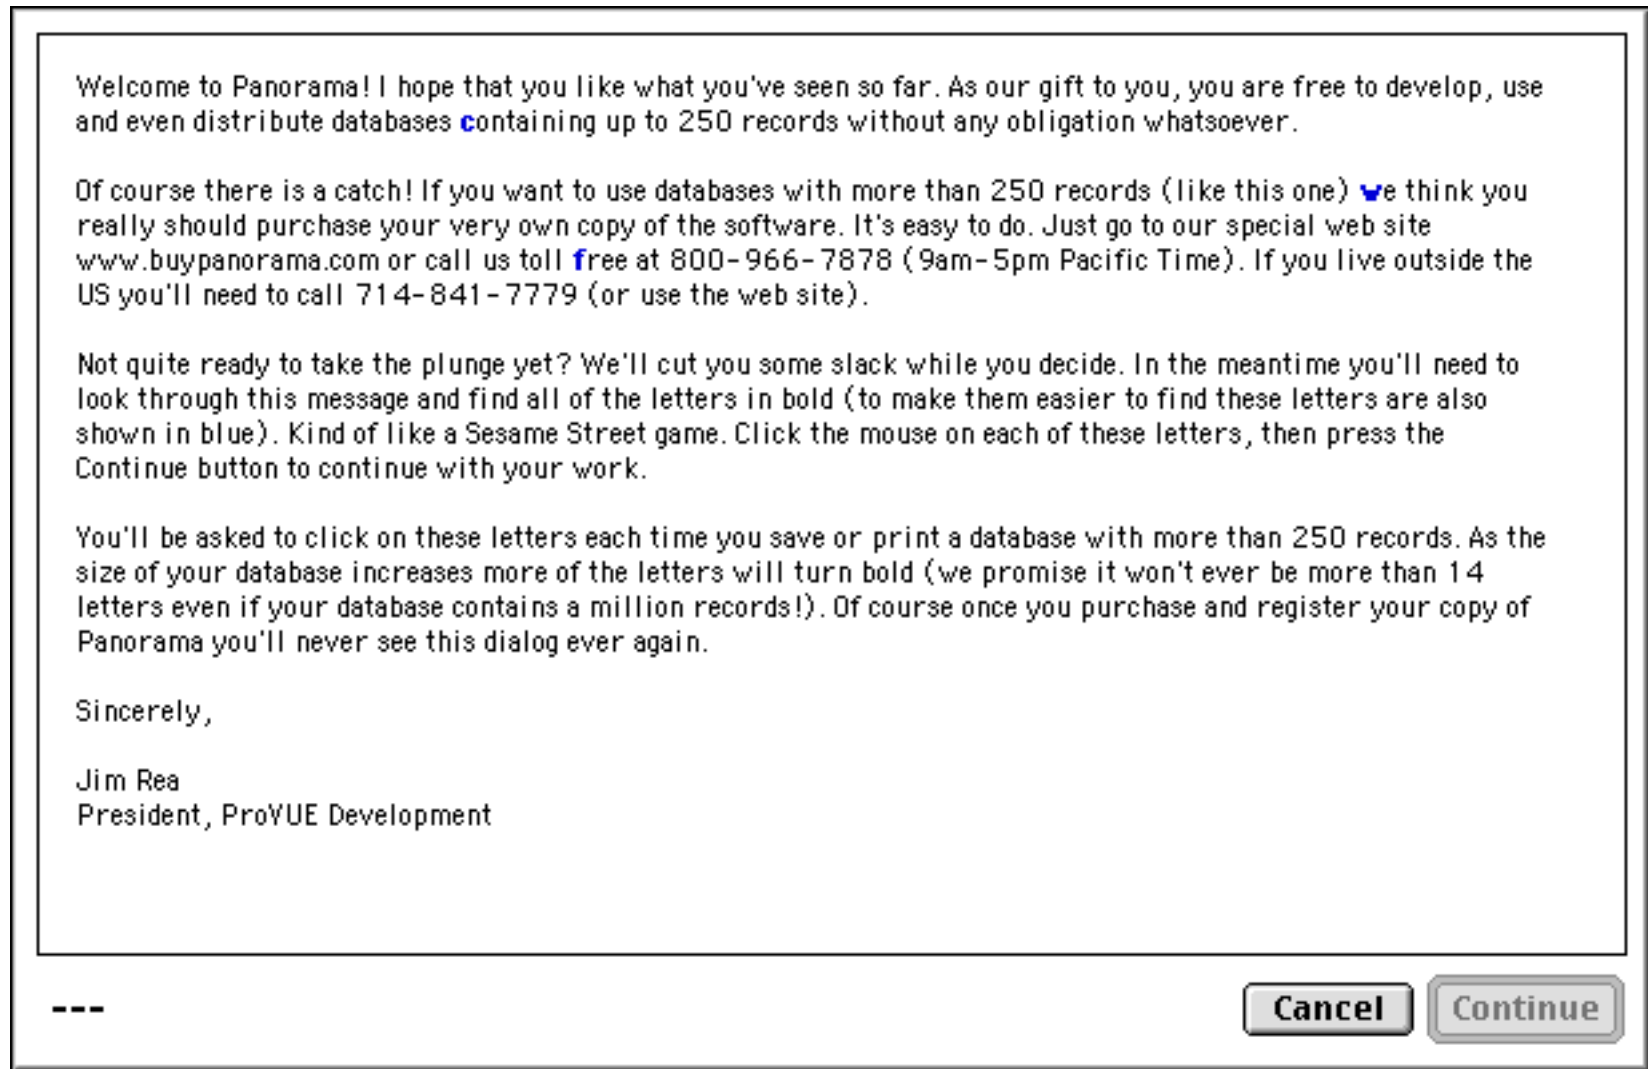 Welcome to Panorama! I hope that you like what you've seen so far. As our gift to you, you are free to develop, use
and even distribute databases containing up to 250 records without any obligation whatsoever.
Of course there is a catch! If you want to use databases with more than 250 records (like this one) we think you
really should purchase your very own copy of the software. It's easy to do. Just go to our special web site
www.buypanorama.com or call us toll free at 800-966-7878 (9am-5pm Pacific Time). If you live outside the
US you'll need to call 714-841-7779 (or use the web site).
Not quite ready to take the plunge yet? We'll cut you some slack while you decide. In the meantime you'll need to
look through this message and find all of the letters in bold (to make them easier to find these letters are also
shown in blue). Kind of like a Sesame Street game. Click the mouse on each of these letters, then press the
Continue button to continue with your work.
You'll be asked to click on these letters each time you save or print a database with more than 250 records. As the
size of your database increases more of the letters will turn bold (we promise it won't ever be more than 14
letters even if your database contains a million records!). Of course once you purchase and register your copy of
Panorama you'll never see this dialog ever again.
Sincerely,
Jim Rea
President, ProVUE Development
---
Cancel Continue